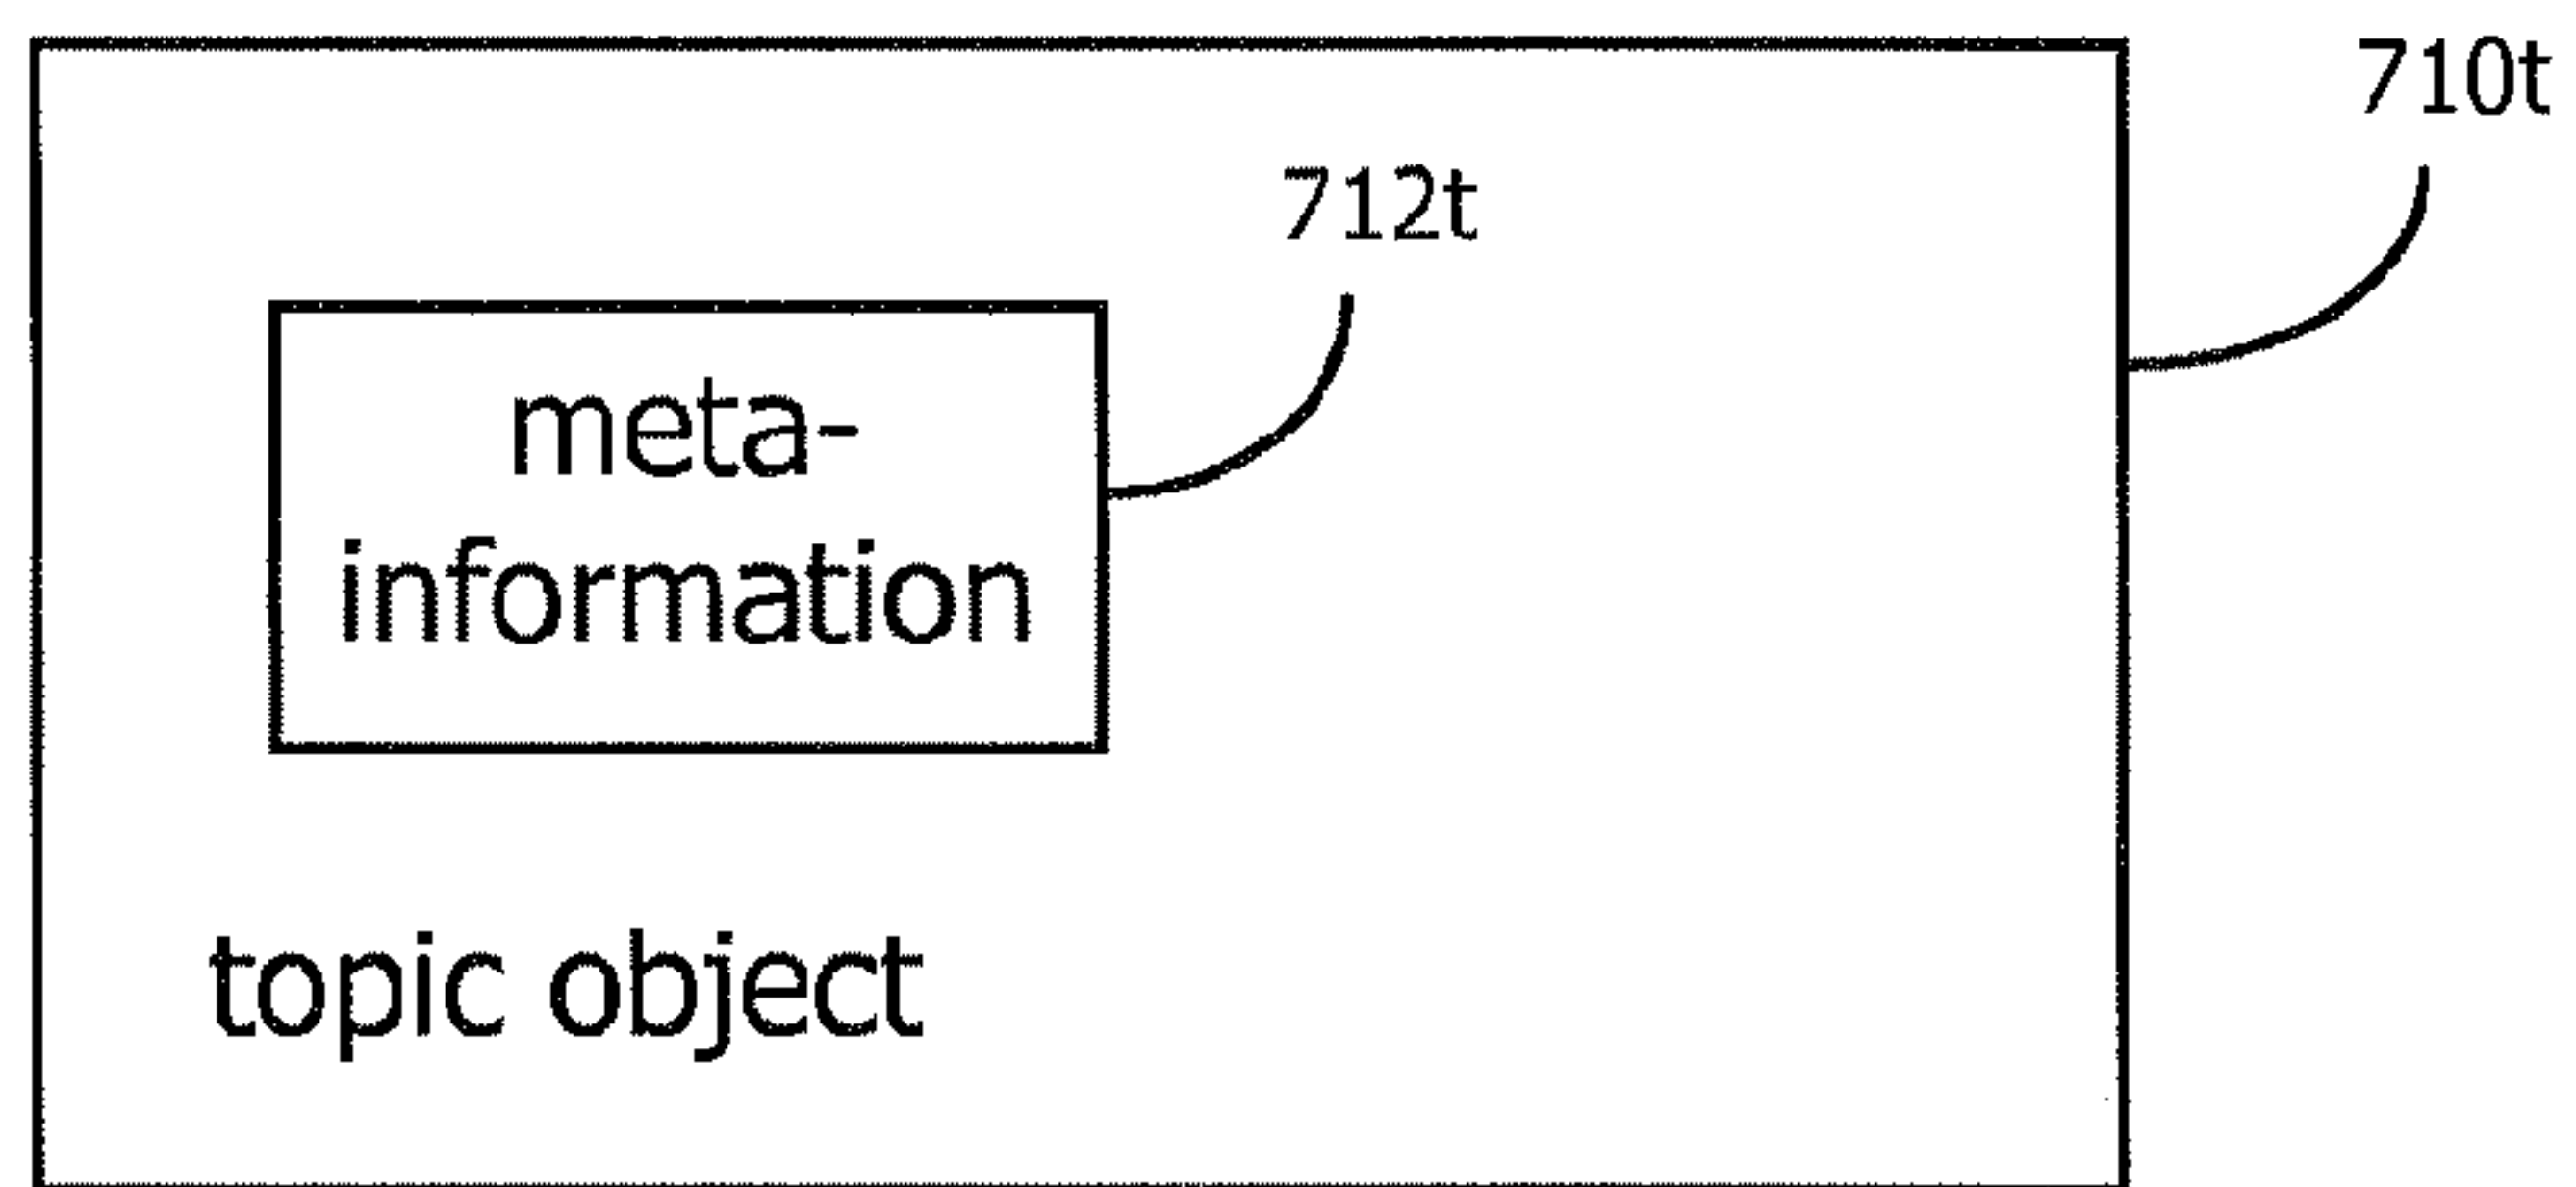 710t
712t
meta-
information
topic object